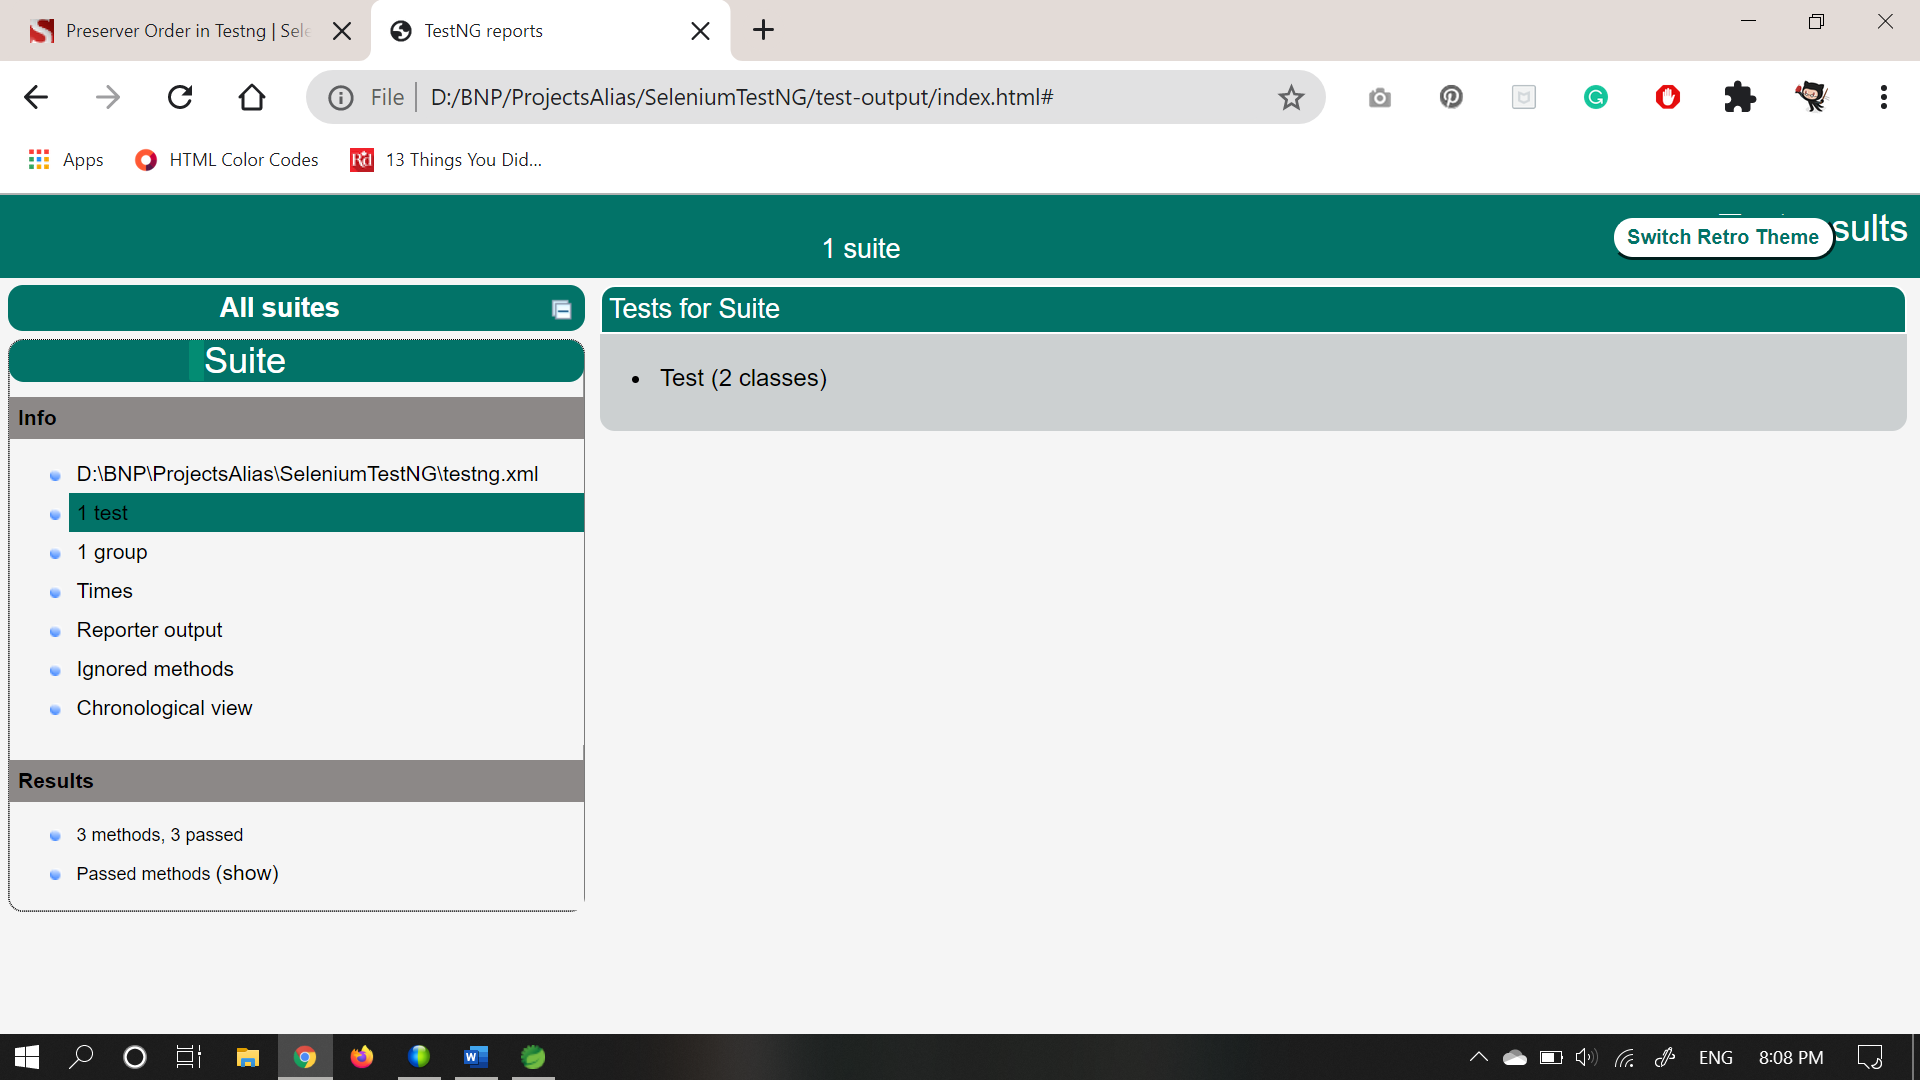 Preserver Order in Testng | Sele
TestNG reports
File
D:/BNP/ProjectsAlias/SeleniumTestNG/test-output/index.html#
Apps
HTML Color Codes
Rd
13 Things You Did...
1 suite
Switch Retro Theme
sults
All suites
Suite
Info
D:\BNP\ProjectsAlias\SeleniumTestNG\testng.xml
1 test
1 group
Times
Reporter output
Ignored methods
Chronological view
Results
3 methods, 3 passed
Passed methods (show)
Tests for Suite
Test (2 classes)
ENG
8:08 PM